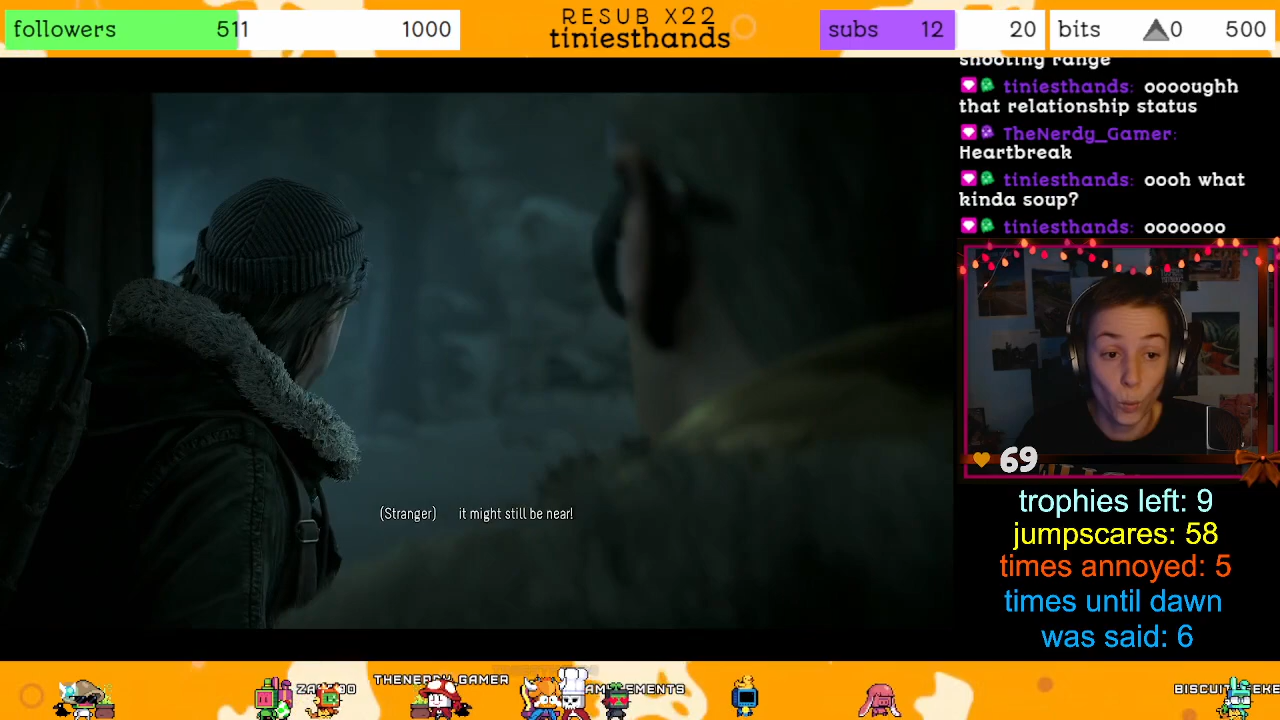 followers 511 1000
RESUB X22
tiniesthands
subs 12 20
bits 0 500
shooting range
tiniesthands: ooooughh
that relationship status
TheNerdy_Gamer:
Heartbreak
tiniesthands: oooh what
kinda soup?
tiniesthands: ooooooo
(Stranger) it might still be near!
69
trophies left: 9
jumpscares: 58
times annoyed: 5
times until dawn
was said: 6